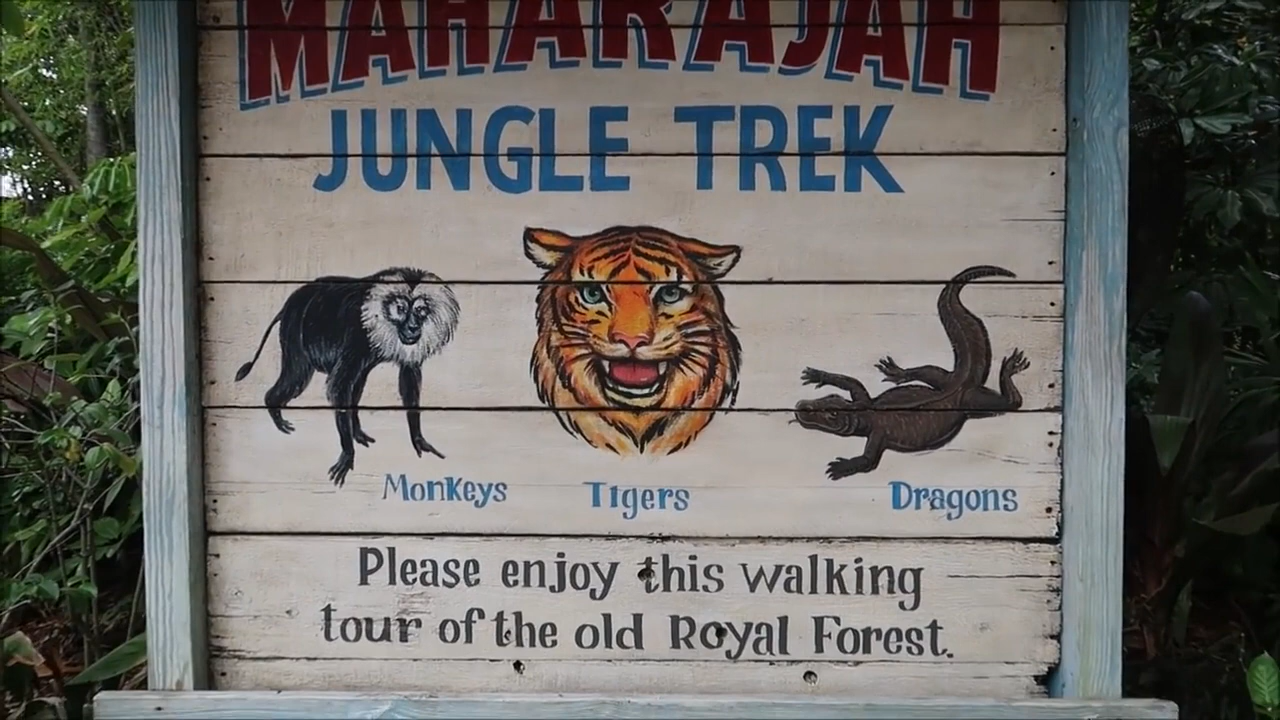 MAHARAJAH
JUNGLE TREK
Monkeys Tigers Dragons
Please enjoy this walking
tour of the old Royal Forest.